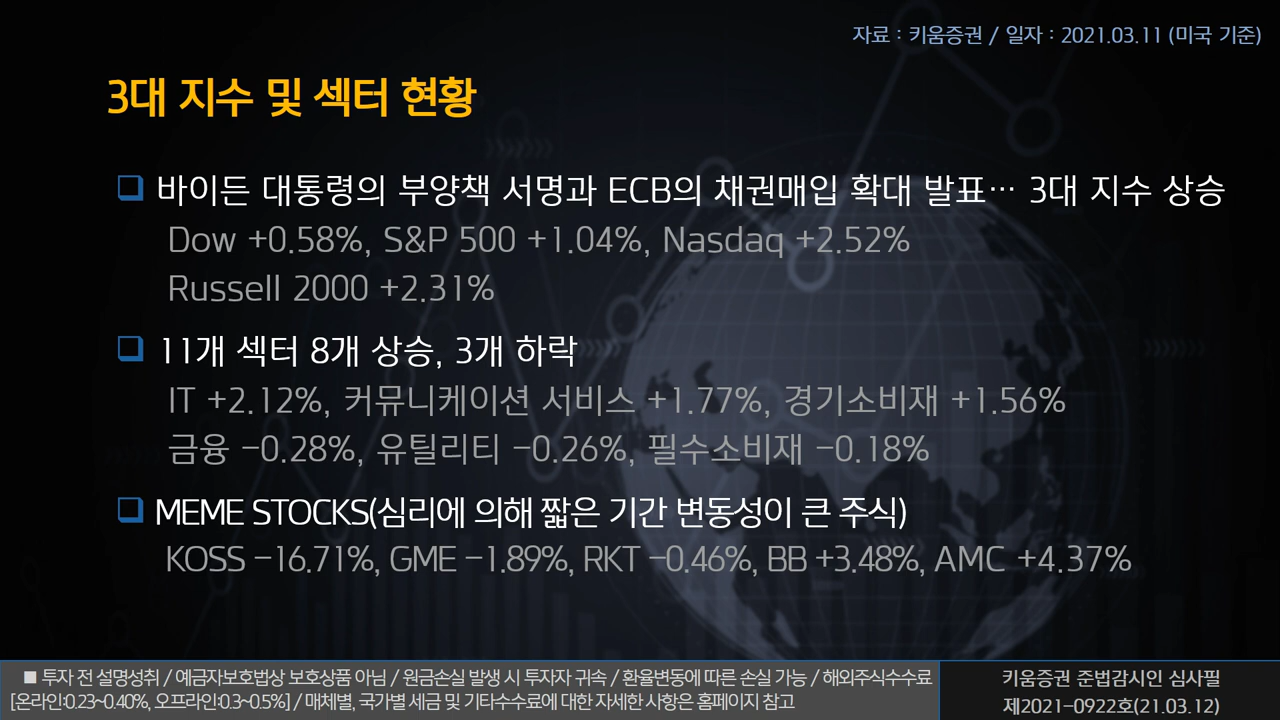 자료 : 키움증권 / 일자 : 2021.03.11 (미국 기준)
3대 지수 및 섹터 현황
❑ 바이든 대통령의 부양책 서명과 ECB의 채권매입 확대 발표… 3대 지수 상승
Dow +0.58%, S&P 500 +1.04%, Nasdaq +2.52%
Russell 2000 +2.31%
❑ 11개 섹터 8개 상승, 3개 하락
IT +2.12%, 커뮤니케이션 서비스 +1.77%, 경기소비재 +1.56%
금융 -0.28%, 유틸리티 -0.26%, 필수소비재 -0.18%
❑ MEME STOCKS(심리에 의해 짧은 기간 변동성이 큰 주식)
KOSS -16.71%, GME -1.89%, RKT -0.46%, BB +3.48%, AMC +4.37%
■ 투자 전 설명성취 / 예금자보호법상 보호상품 아님 / 원금손실 발생 시 투자자 귀속 / 환율변동에 따른 손실 가능 / 해외주식수수료
[온라인:0.23~0.40%, 오프라인:0.3~0.5%] / 매체별, 국가별 세금 및 기타수수료에 대한 자세한 사항은 홈페이지 참고
키움증권 준법감시인 심사필
제2021-0922호(21.03.12)